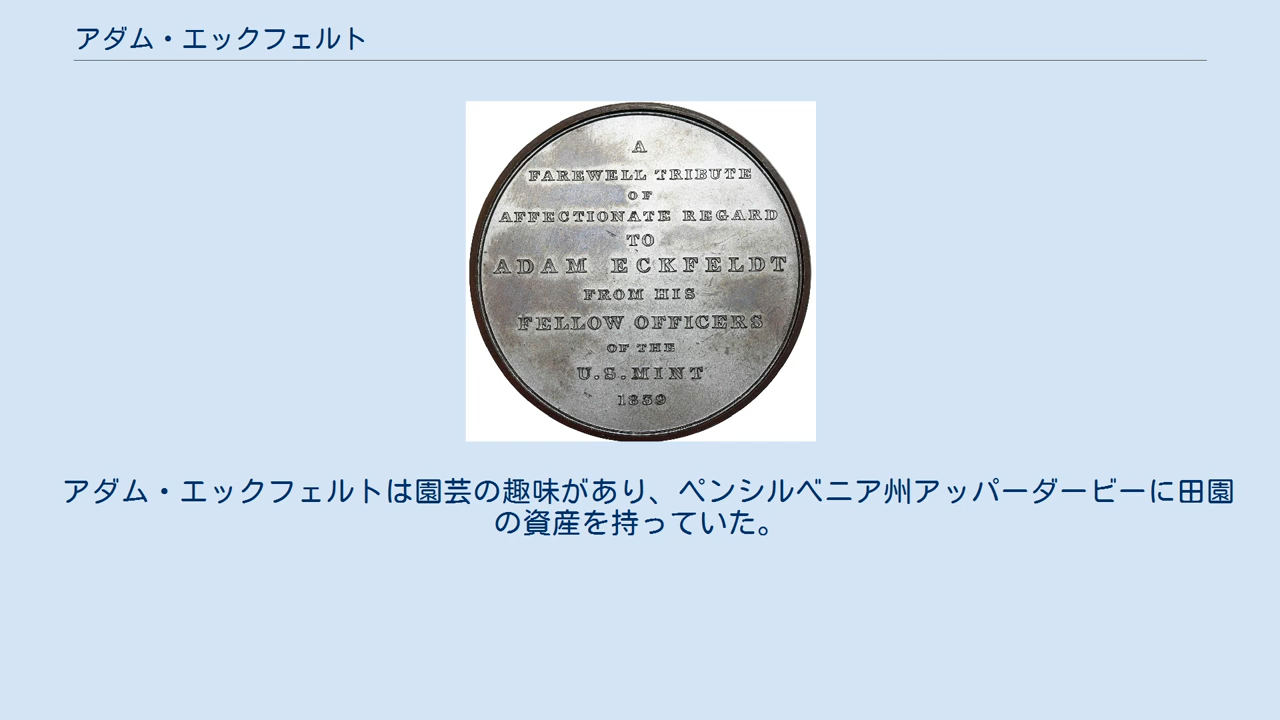 アダム・エックフェルト
A
FAREWELL TRIBUTE
OF
AFFECTIONATE REGARD
TO
ADAM ECKFELDT
FROM HIS
FELLOW OFFICERS
OF THE
U.S.MINT
1839
アダム・エックフェルトは園芸の趣味があり、ペンシルベニア州アッパーダービーに田園
の資産を持っていた。